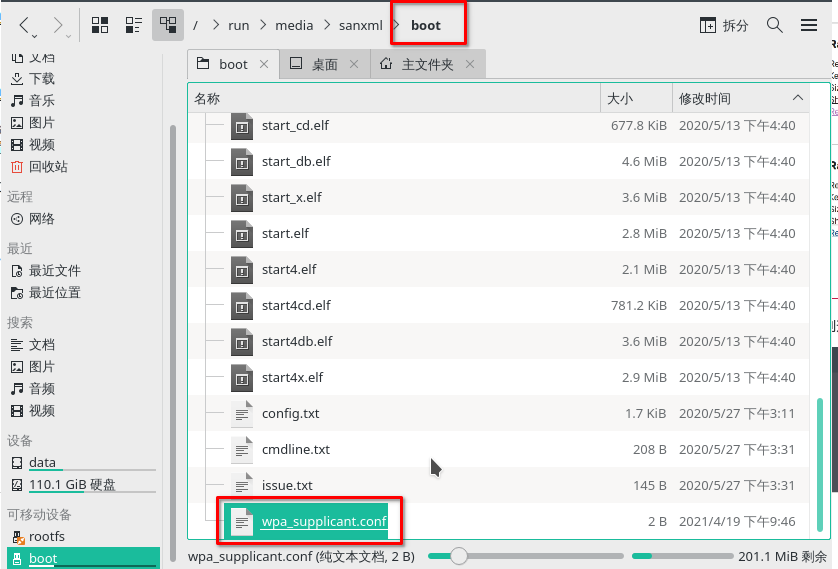 / run media sanxml boot 拆分
boot 桌面 主文件夹
文档
下载
音乐
图片
视频
回收站
远程
网络
最近
最近文件
最近位置
搜索
文档
图片
音频
视频
设备
data
110.1 GiB 硬盘
可移动设备
rootfs
boot
名称 大小 修改时间
start_cd.elf 677.8 KiB 2020/5/13 下午4:40
start_db.elf 4.6 MiB 2020/5/13 下午4:40
start_x.elf 3.6 MiB 2020/5/13 下午4:40
start.elf 2.8 MiB 2020/5/13 下午4:40
start4.elf 2.1 MiB 2020/5/13 下午4:40
start4cd.elf 781.2 KiB 2020/5/13 下午4:40
start4db.elf 3.6 MiB 2020/5/13 下午4:40
start4x.elf 2.9 MiB 2020/5/13 下午4:40
config.txt 1.7 KiB 2020/5/27 下午3:11
cmdline.txt 208 B 2020/5/27 下午3:31
issue.txt 145 B 2020/5/27 下午3:31
wpa_supplicant.conf 2 B 2021/4/19 下午9:46
wpa_supplicant.conf (纯文本文档, 2 B) 201.1 MiB 剩余